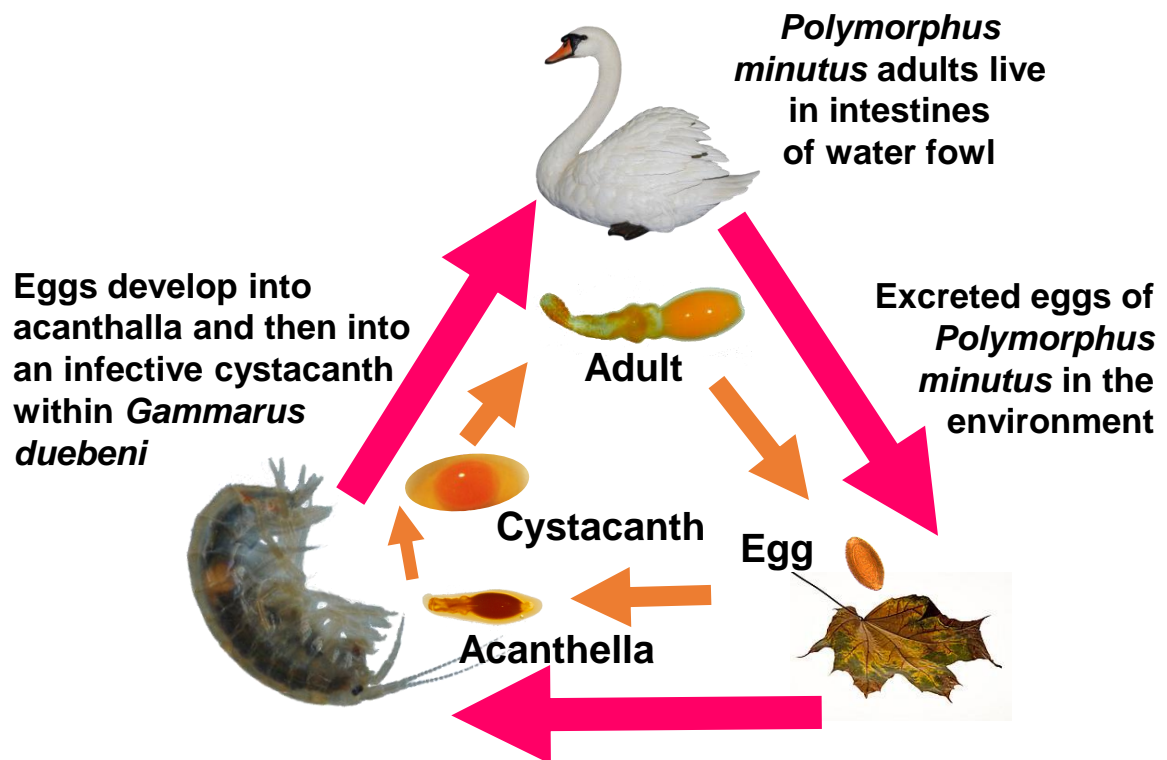 Polymorphus
minutus adults live
in intestines
of water fowl
Eggs develop into
acanthalla and then into
an infective cystacanth
within Gammarus
duebeni
Excreted eggs of
Polymorphus
minutus in the
environment
Adult
Cystacanth
Egg
Acanthella